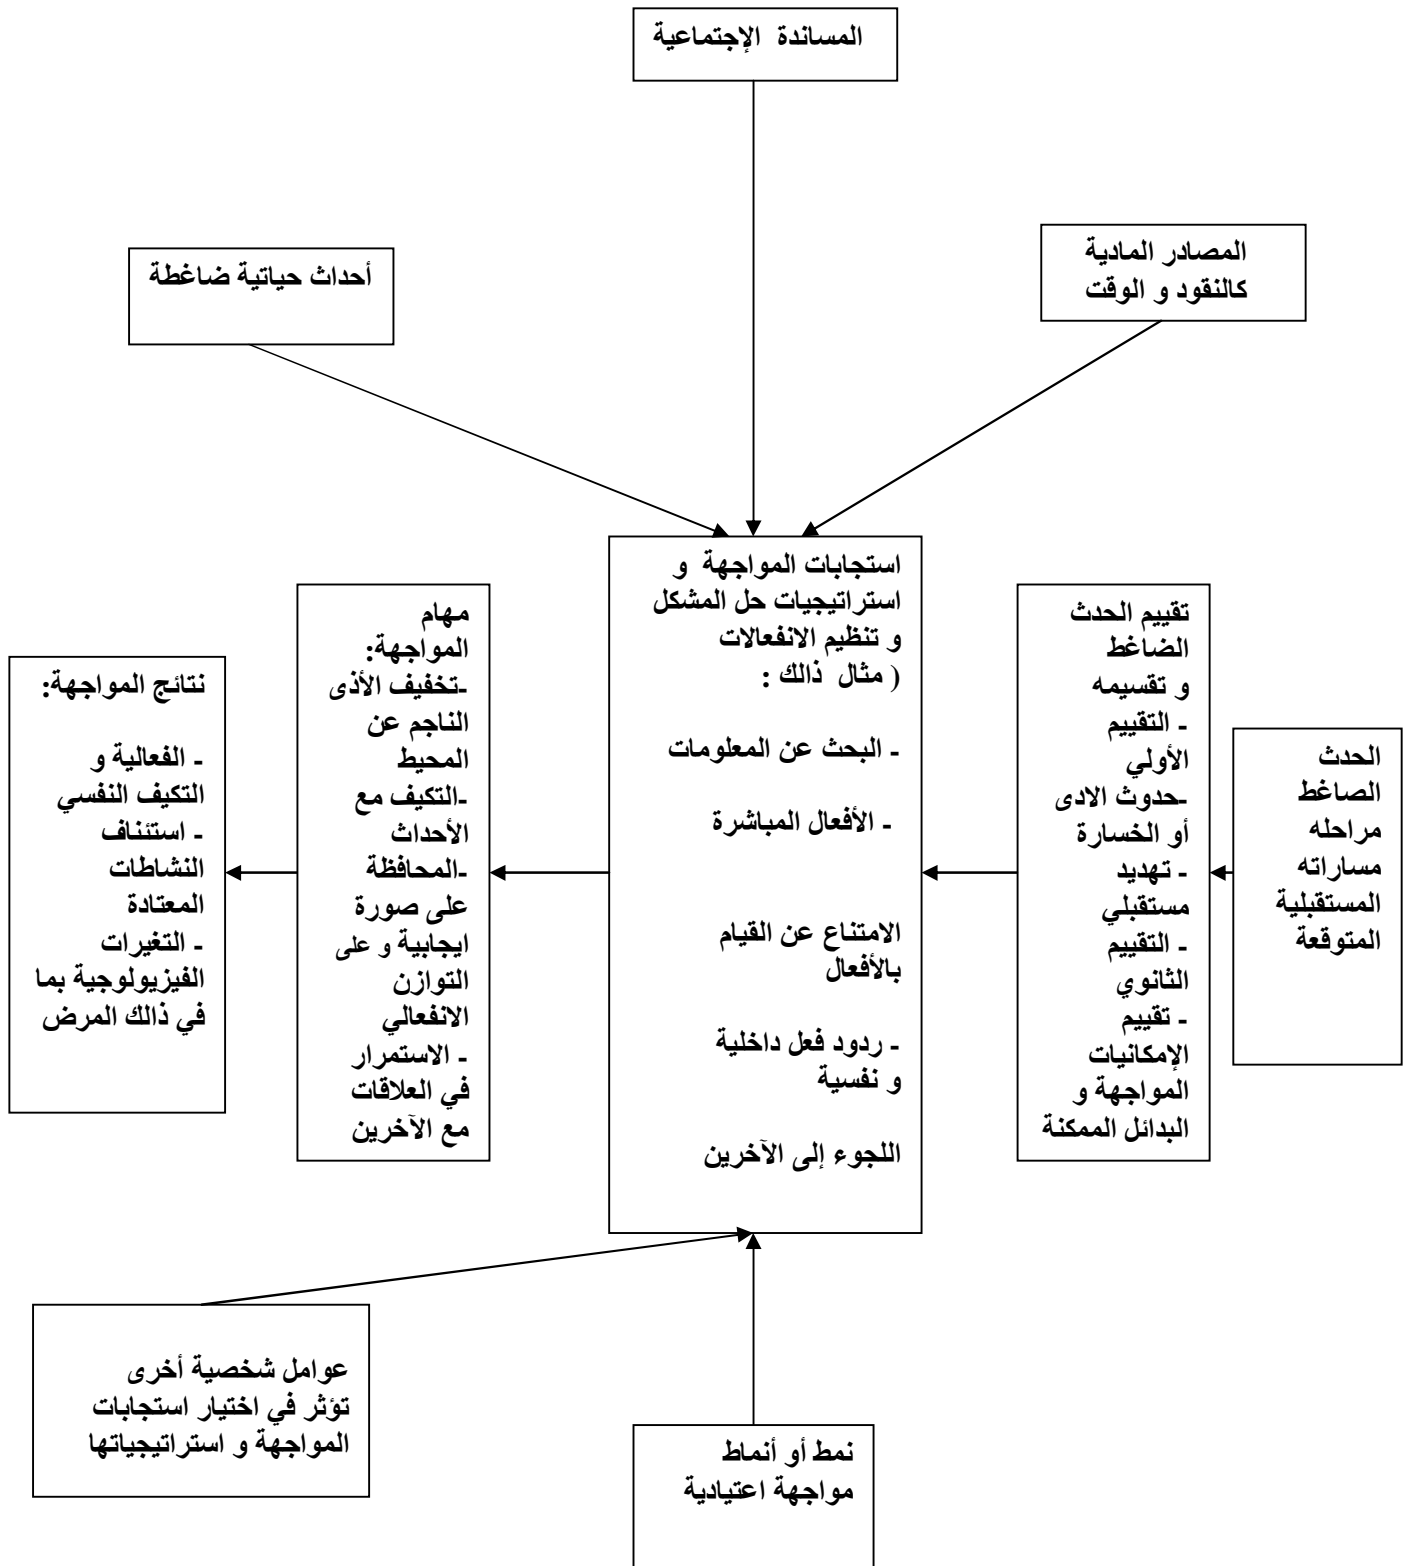 المساندة الإجتماعية
المصادر المادية
كالنقود و الوقت
أحداث حياتية ضاغطة
الحدث
الصاغط
مراحله
مساراته
المستقبلية
المتوقعة
تقييم الحدث
الضاغط
و تقسيمه
- التقييم
الأولي
-حدوث الادى
أو الخسارة
- تهديد
مستقبلي
- التقييم
الثانوي
- تقييم
الإمكانيات
المواجهة و
البدائل الممكنة
استجابات المواجهة و
استراتيجيات حل المشكل
و تنظيم الانفعالات
( مثال ذالك :
- البحث عن المعلومات
- الأفعال المباشرة
الامتناع عن القيام
بالأفعال
- ردود فعل داخلية
و نفسية
اللجوء إلى الآخرين
مهام
المواجهة:
-تخفيف الأذى
الناجم عن
المحيط
-التكيف مع
الأحداث
-المحافظة
على صورة
ايجابية و على
التوازن
الانفعالي
- الاستمرار
في العلاقات
مع الآخرين
نتائج المواجهة:
- الفعالية و
التكيف النفسي
- استئناف
النشاطات
المعتادة
- التغيرات
الفيزيولوجية بما
في ذالك المرض
عوامل شخصية أخرى
تؤثر في اختيار استجابات
المواجهة و استراتيجياتها
نمط أو أنماط
مواجهة اعتيادية